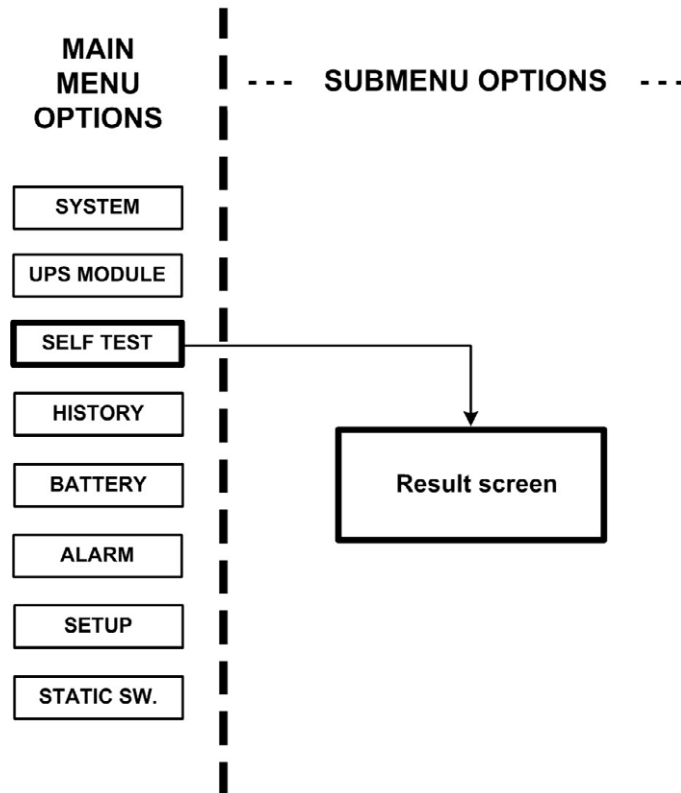 MAIN
MENU
OPTIONS
--- SUBMENU OPTIONS ---
SYSTEM
UPS MODULE
SELF TEST
HISTORY
Result screen
BATTERY
ALARM
SETUP
STATIC SW.